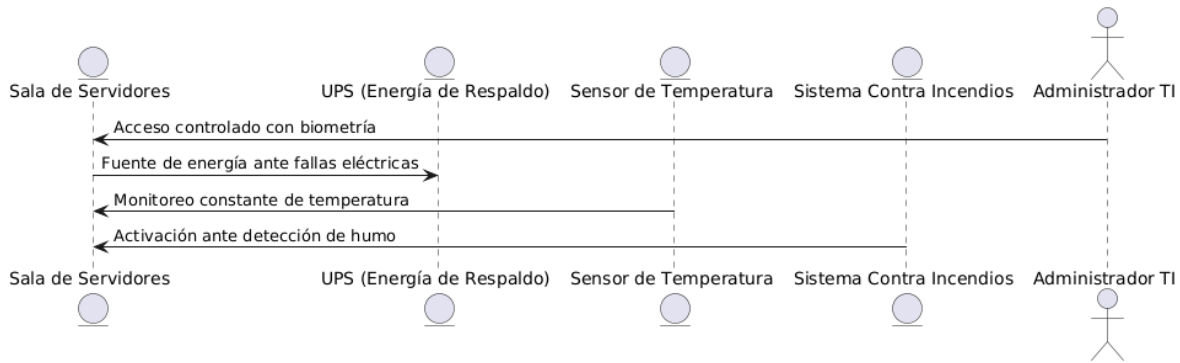 Sala de Servidores
UPS (Energía de Respaldo)
Sensor de Temperatura
Sistema Contra Incendios
Administrador TI
Acceso controlado con biometría
Fuente de energía ante fallas eléctricas
Monitoreo constante de temperatura
Activación ante detección de humo
Sala de Servidores
UPS (Energía de Respaldo)
Sensor de Temperatura
Sistema Contra Incendios
Administrador TI